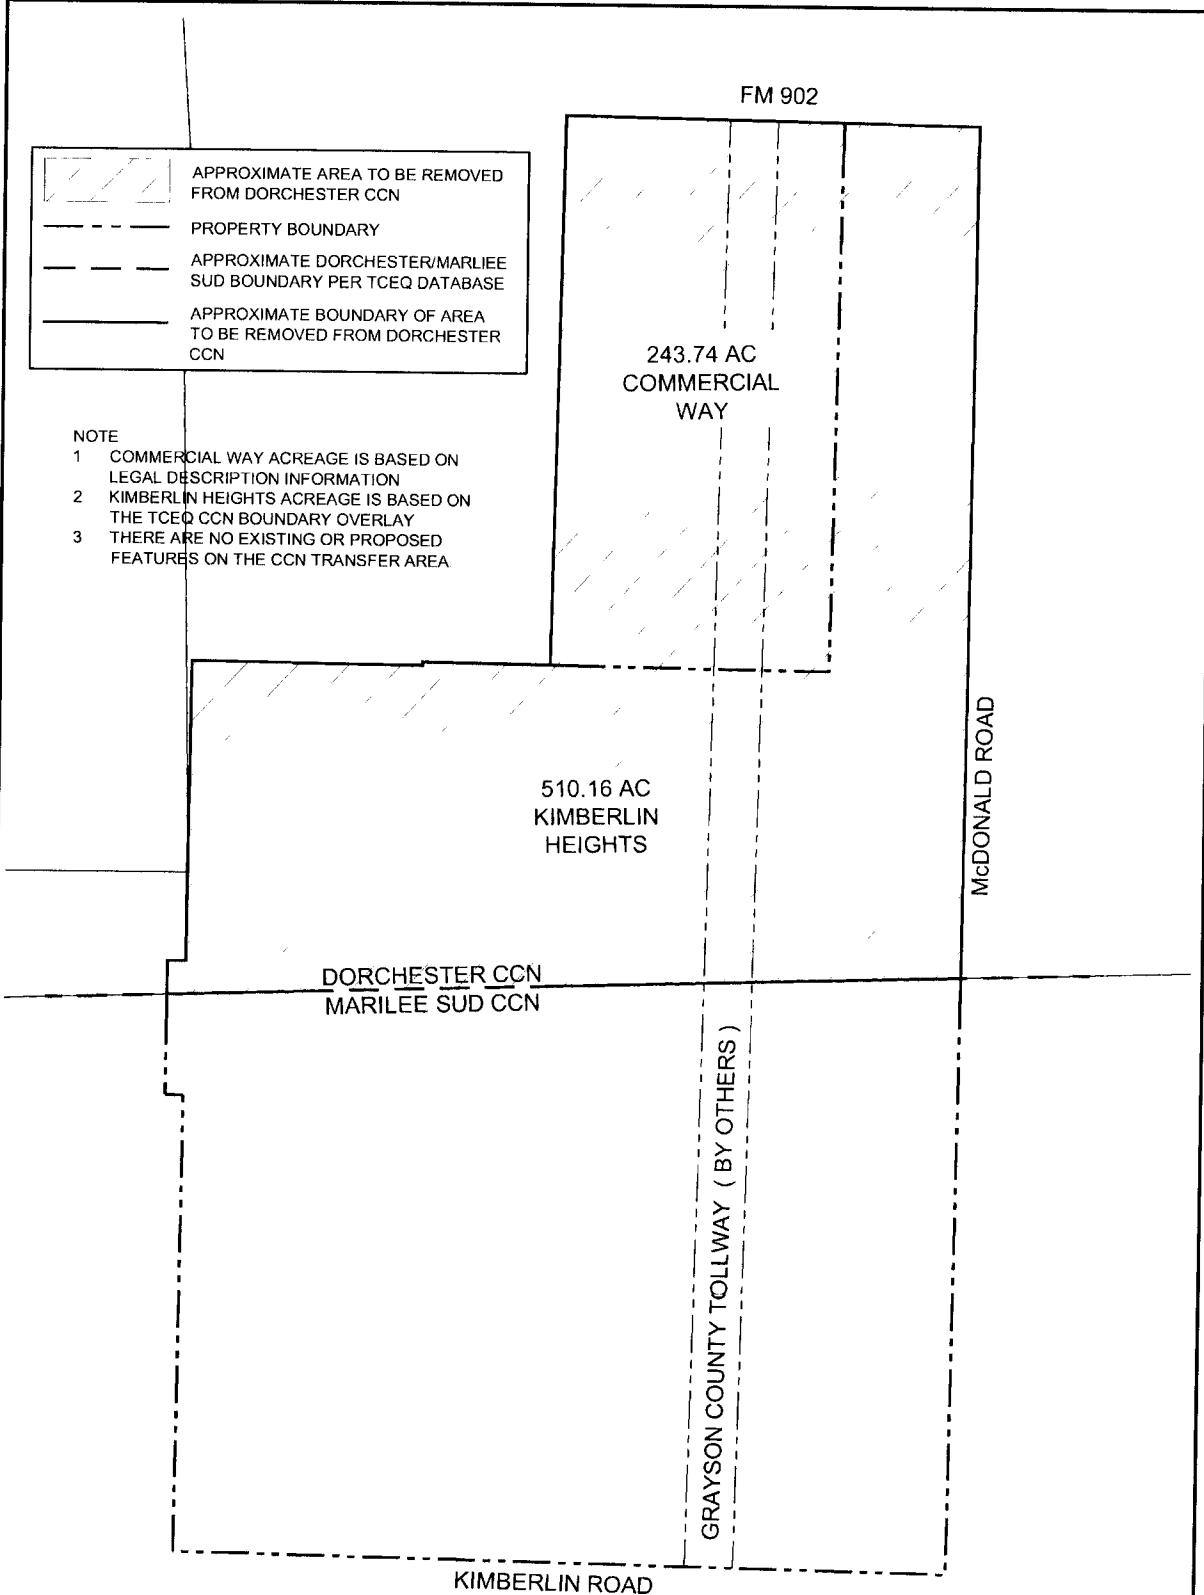 FM 902
APPROXIMATE AREA TO BE REMOVED
FROM DORCHESTER CCN
PROPERTY BOUNDARY
APPROXIMATE DORCHESTER/MARLIEE
SUD BOUNDARY PER TCEQ DATABASE
APPROXIMATE BOUNDARY OF AREA
TO BE REMOVED FROM DORCHESTER
CCN
243.74 AC
COMMERCIAL
WAY
NOTE
1 COMMERCIAL WAY ACREAGE IS BASED ON
LEGAL DESCRIPTION INFORMATION
2 KIMBERLIN HEIGHTS ACREAGE IS BASED ON
THE TCEQ CCN BOUNDARY OVERLAY
3 THERE ARE NO EXISTING OR PROPOSED
FEATURES ON THE CCN TRANSFER AREA
510.16 AC
KIMBERLIN
HEIGHTS
McDONALD ROAD
DORCHESTER CCN
MARILEE SUD CCN
GRAYSON COUNTY TOLLWAY ( BY OTHERS )
KIMBERLIN ROAD